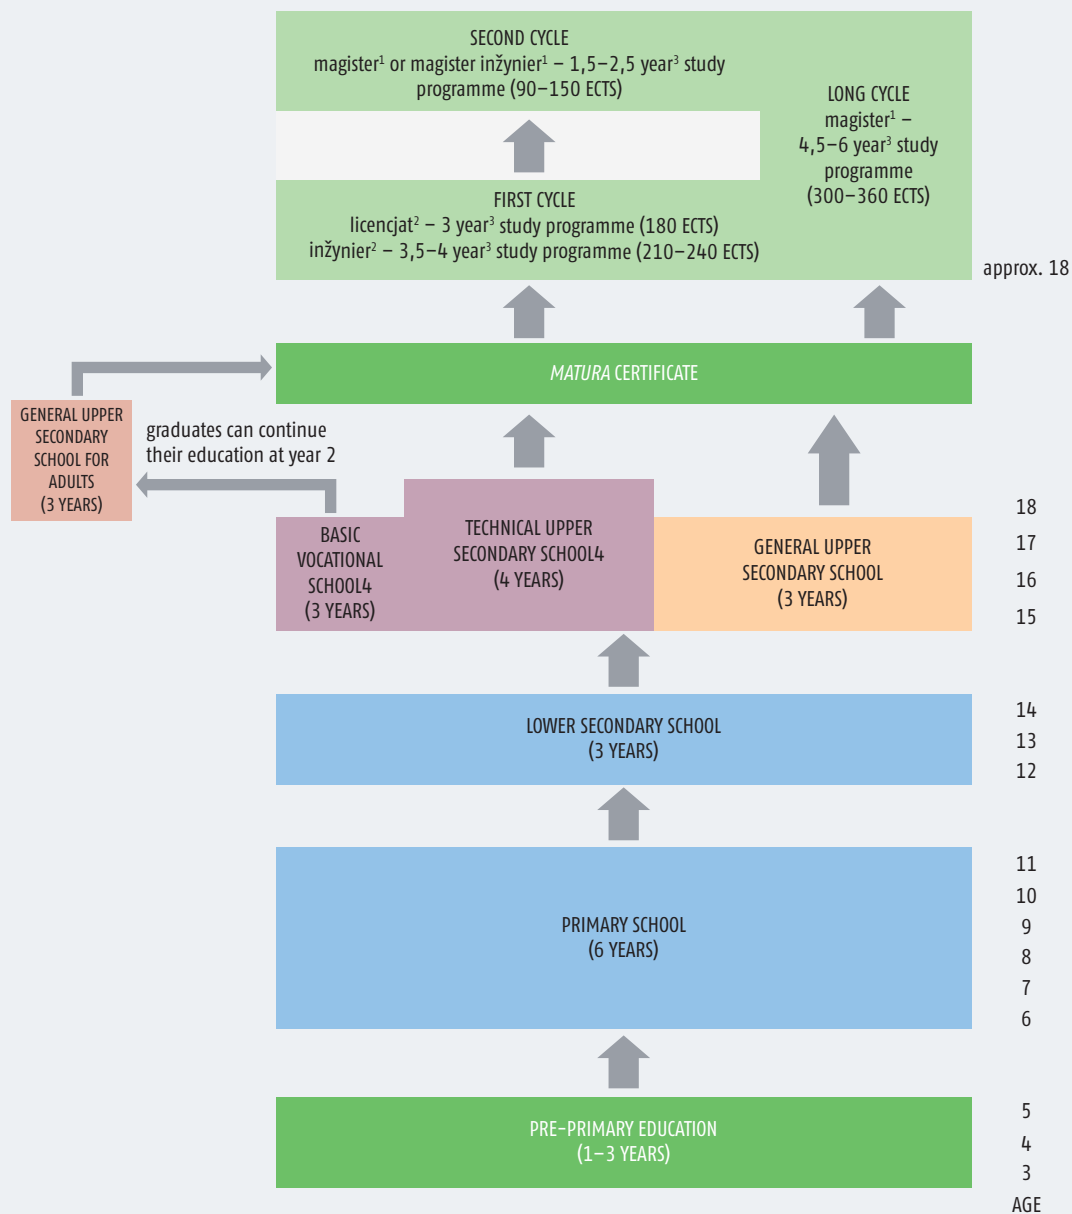 SECOND CYCLE
magister¹ or magister inžynier¹ – 1,5–2,5 year³ study
programme (90–150 ECTS)
LONG CYCLE
magister¹ –
4,5–6 year³ study
programme
(300–360 ECTS)
FIRST CYCLE
licencjat² – 3 year³ study programme (180 ECTS)
inžynier² – 3,5–4 year³ study programme (210–240 ECTS)
approx. 18
MATURA CERTIFICATE
GENERAL UPPER
SECONDARY
SCHOOL FOR
ADULTS
(3 YEARS)
graduates can continue
their education at year 2
BASIC
VOCATIONAL
SCHOOL4
(3 YEARS)
TECHNICAL UPPER
SECONDARY SCHOOL4
(4 YEARS)
GENERAL UPPER
SECONDARY SCHOOL
(3 YEARS)
18
17
16
15
LOWER SECONDARY SCHOOL
(3 YEARS)
14
13
12
PRIMARY SCHOOL
(6 YEARS)
11
10
9
8
7
6
PRE-PRIMARY EDUCATION
(1–3 YEARS)
5
4
3
AGE